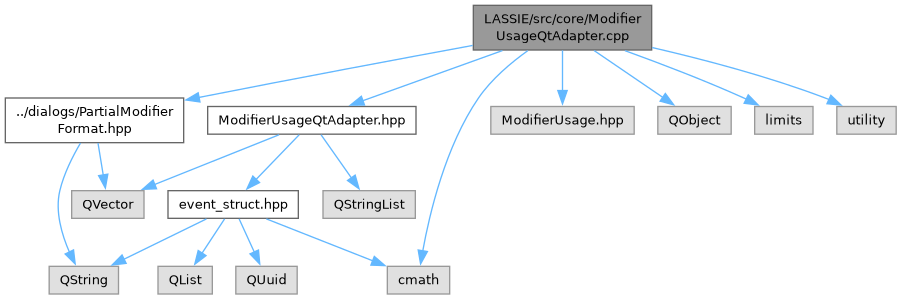 LASSIE/src/core/Modifier
UsageQtAdapter.cpp
../dialogs/PartialModifier
Format.hpp
ModifierUsageQtAdapter.hpp
ModifierUsage.hpp
QObject
limits
utility
QVector
event_struct.hpp
QStringList
QString
QList
QUuid
cmath